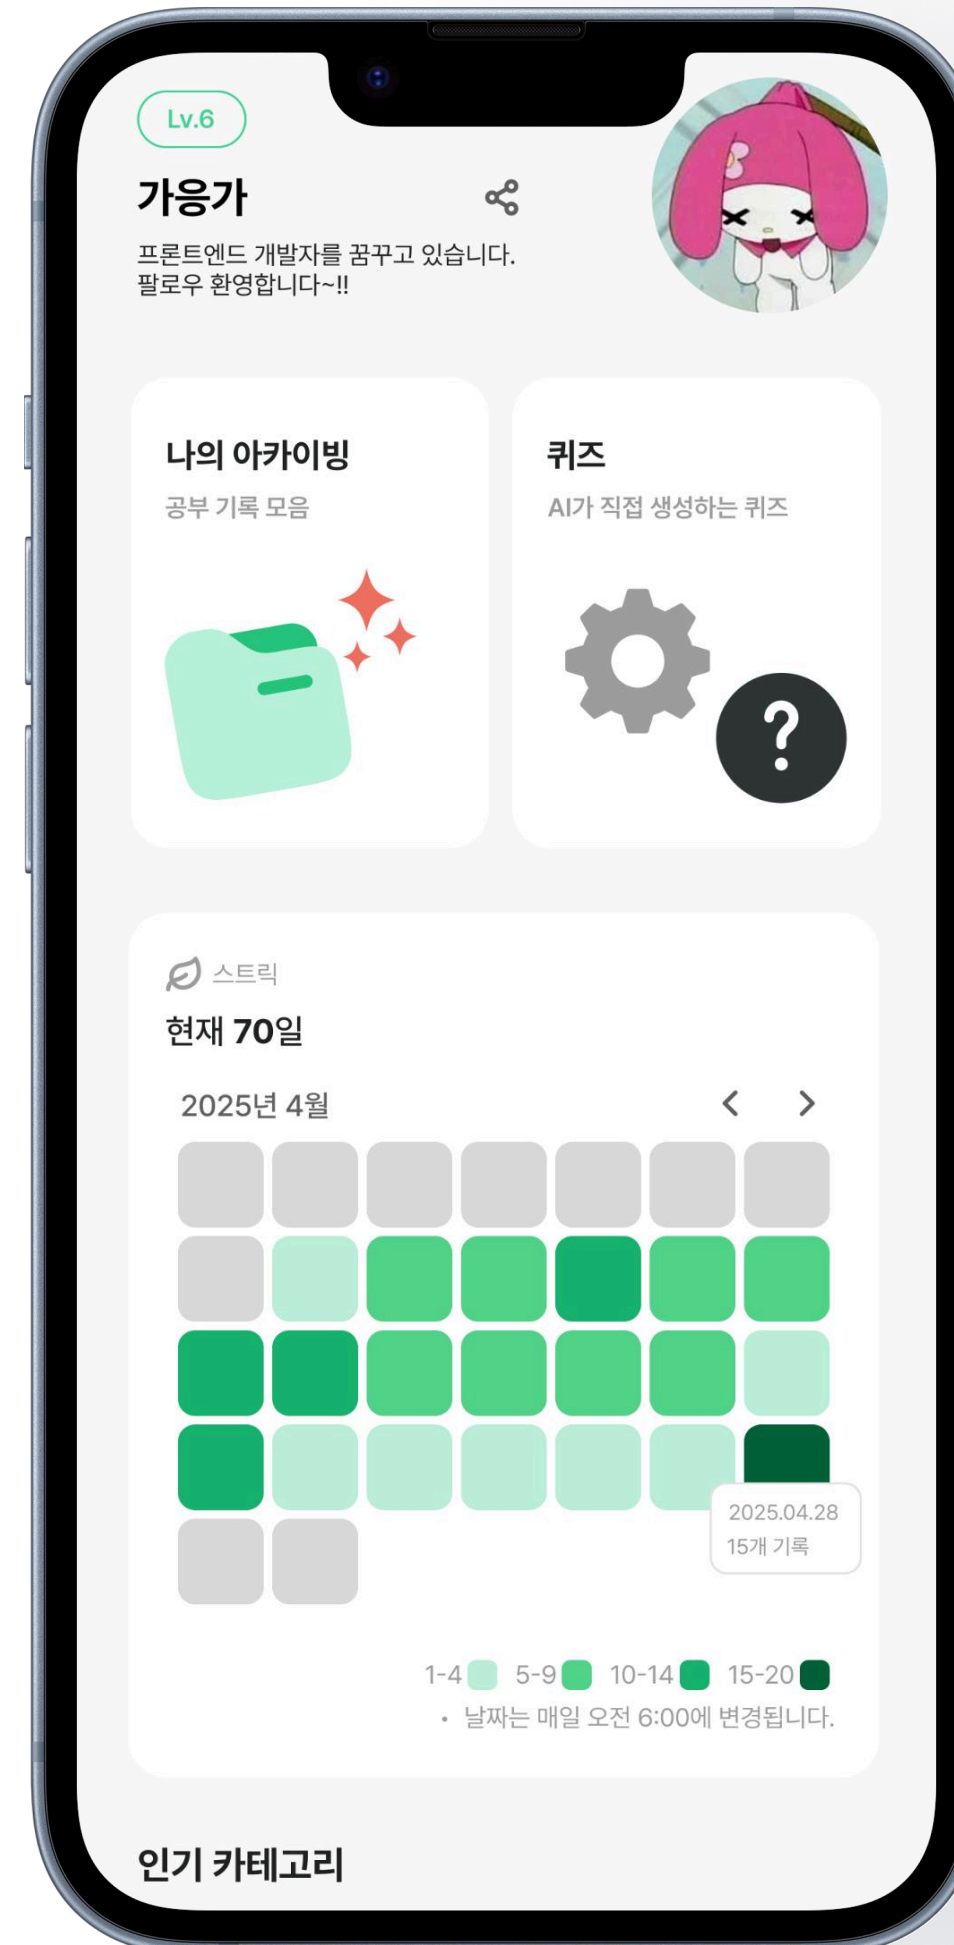 Lv.6
가응가
프론트엔드 개발자를 꿈꾸고 있습니다.
팔로우 환영합니다~!!
나의 아카이빙
공부 기록 모음
퀴즈
AI가 직접 생성하는 퀴즈
?
스트릭
현재 70일
2025년 4월
2025.04.28
15개 기록
1-4 5-9 10-14 15-20
• 날짜는 매일 오전 6:00에 변경됩니다.
인기 카테고리